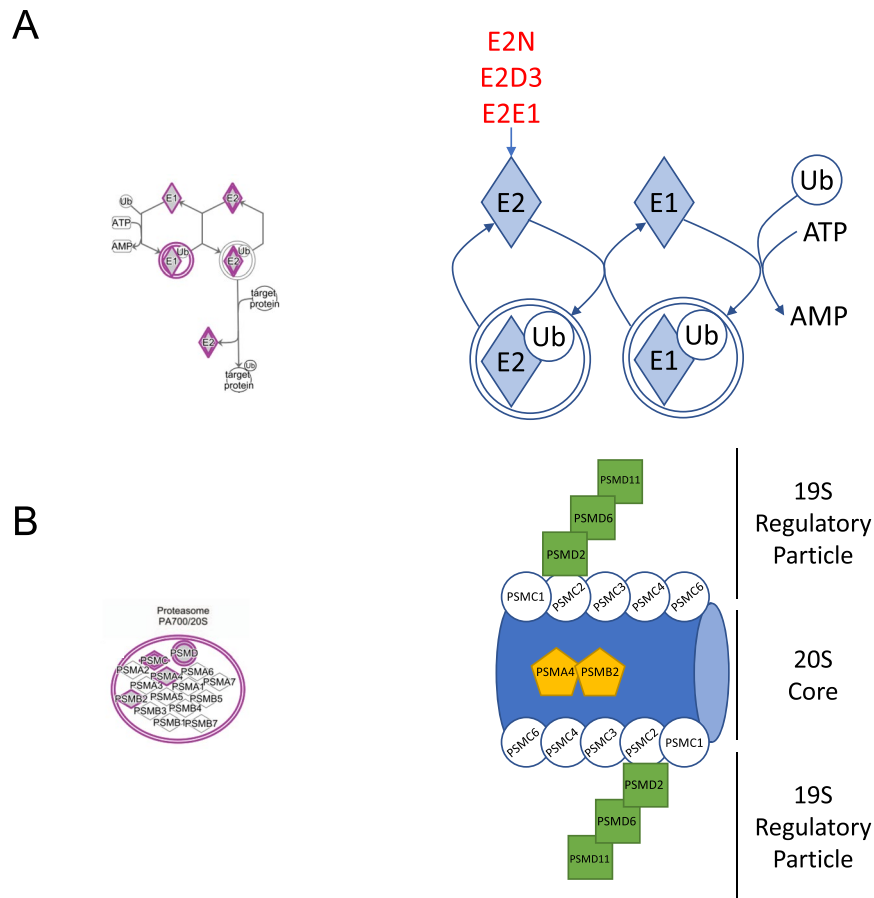 A
E2N
E2D3
E2E1
E2
E1
Ub
ATP
AMP
E2
Ub
E1
Ub
Ub
E1
E2
ATP
AMP
E1
Ub
E2
Ub
target
protein
E2
Ub
target
protein
B
Proteasome
PA700/20S
PSMC
PSMD
PSMA2
PSMA4
PSMA6
PSMA3
PSMA1
PSMA7
PSMB2
PSMA5
PSMB5
PSMB3
PSMB4
PSMB1
PSMB7
PSMD11
PSMD6
PSMD2
PSMC1
PSMC2
PSMC3
PSMC4
PSMC6
PSMA4
PSMB2
PSMC6
PSMC4
PSMC3
PSMC2
PSMC1
PSMD2
PSMD6
PSMD11
19S
Regulatory
Particle
20S
Core
19S
Regulatory
Particle